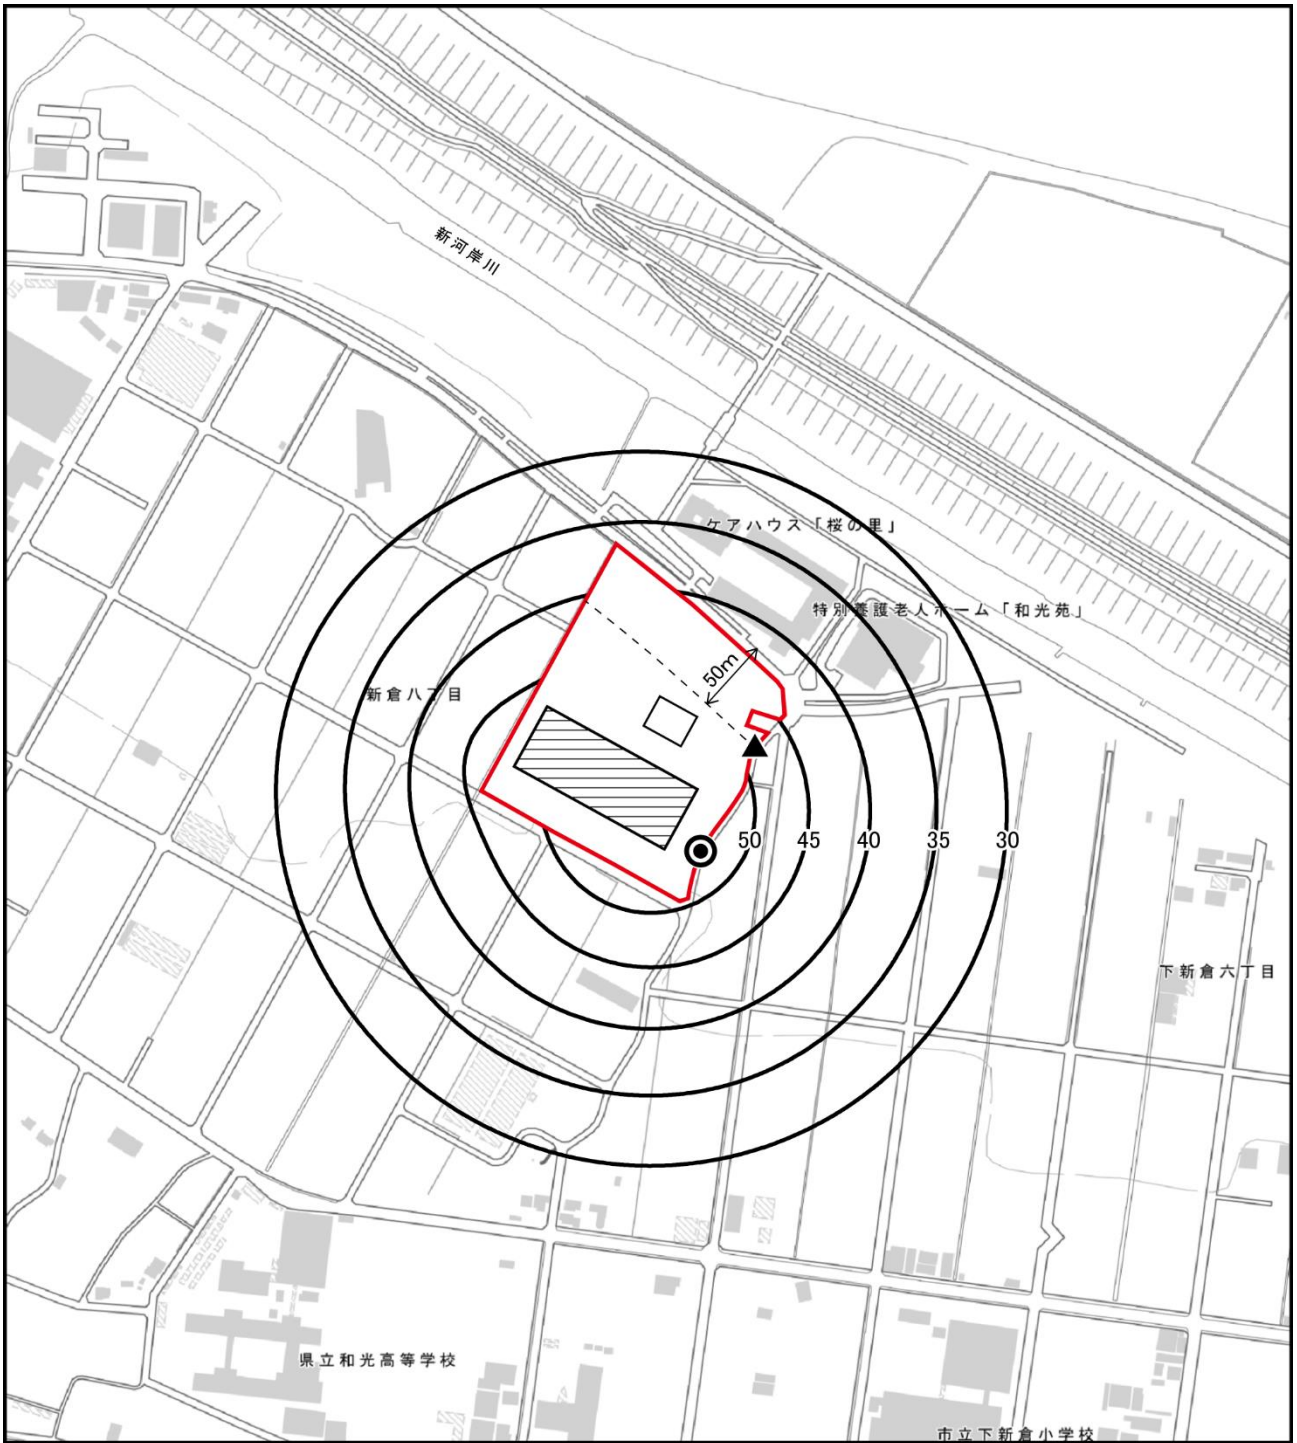 新河岸川
ケアハウス「桜の里」
特別養護老人ホーム「和光苑」
50m
新倉八丁目
50
45
40
35
30
下新倉六丁目
県立和光高等学校
市立下新倉小学校